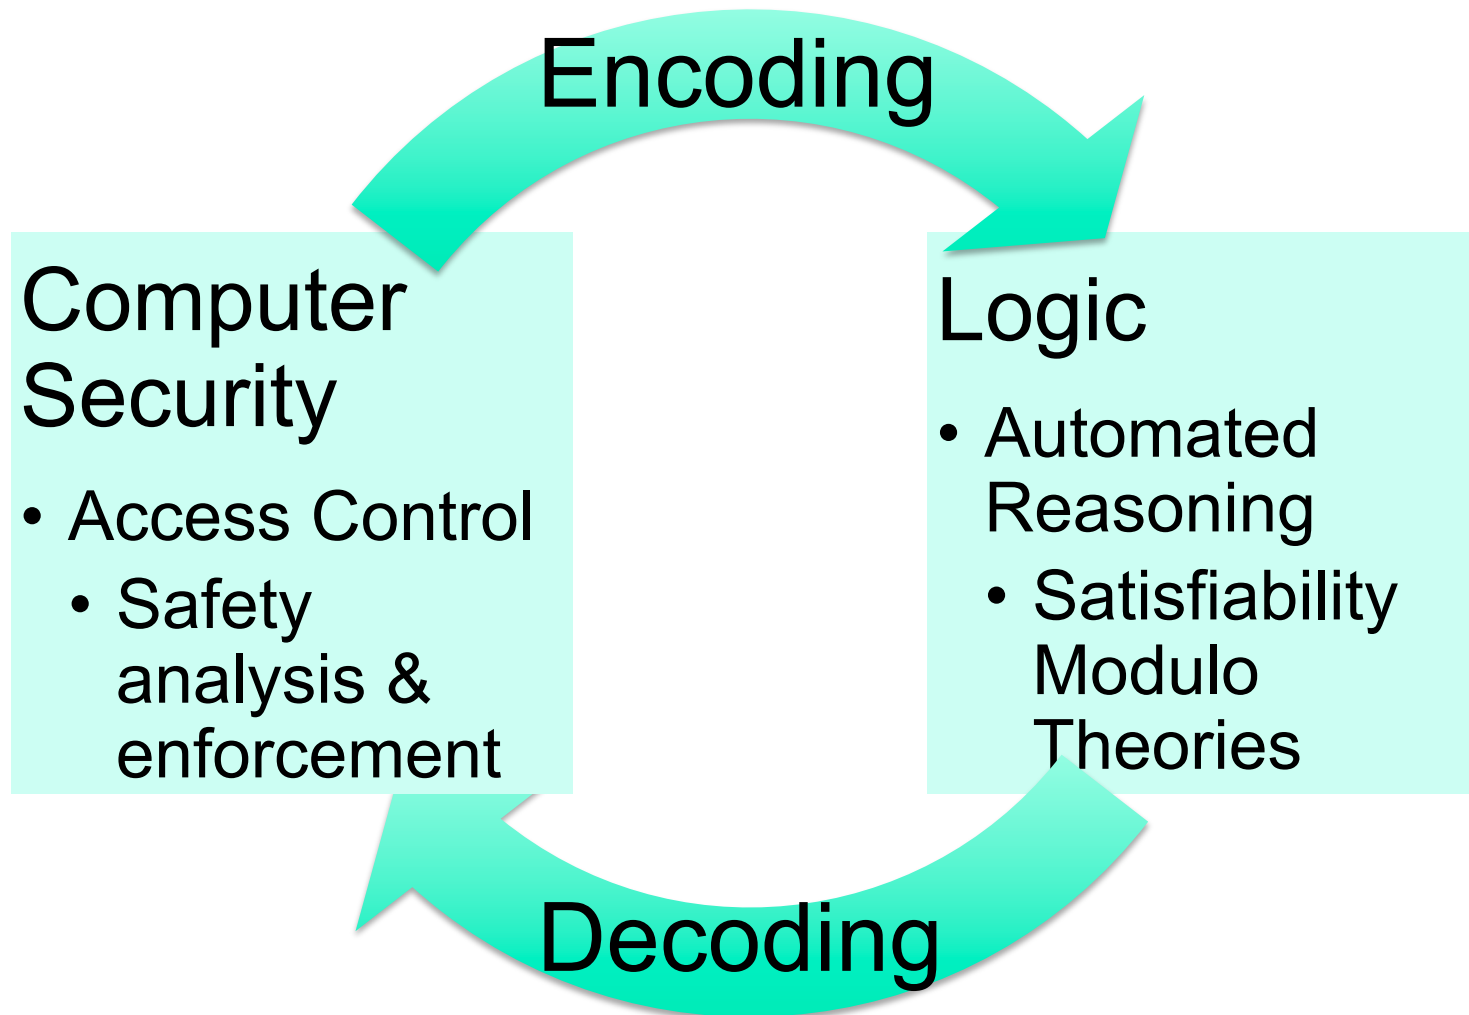 Encoding
Computer
Security
• Access Control
• Safety
analysis &
enforcement
Logic
• Automated
Reasoning
• Satisfiability
Modulo
Theories
Decoding